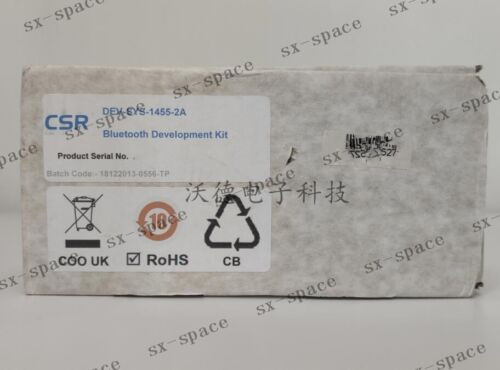 DEV-SYS-1455-2A
CSR
Bluetooth Development Kit
Product Serial No. .
Batch Code:- 18122013-0556-TP
沃德电子科技
10
COO UK
☑ RoHS
CB
sx-space
sx-space
sx-space
sx-space
sx-space
sx-space
sx-space
sx-space
sx-space
sx-space
sx-space